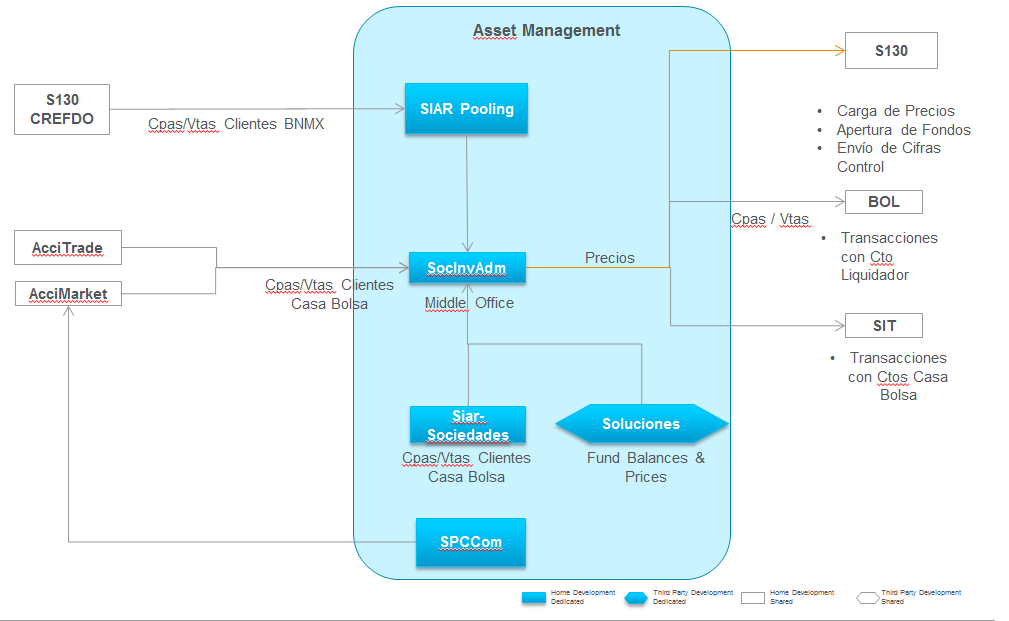 Asset Management
S130
CREFDO
Cpas/Vtas Clientes BNMX
SIAR Pooling
S130
• Carga de Precios
• Apertura de Fondos
• Envío de Cifras
Control
BOL
Cpas / Vtas
• Transacciones
con Cto
Liquidador
AcciTrade
AcciMarket
Cpas/Vtas Clientes
Casa Bolsa
SocInvAdm
Middle Office
Precios
SIT
• Transacciones
con Ctos Casa
Bolsa
Siar-
Sociedades
Cpas/Vtas Clientes
Casa Bolsa
Soluciones
Fund Balances &
Prices
SPCCom
Home Development
Dedicated
Third Party Development
Dedicated
Home Development
Shared
Third Party Development
Shared